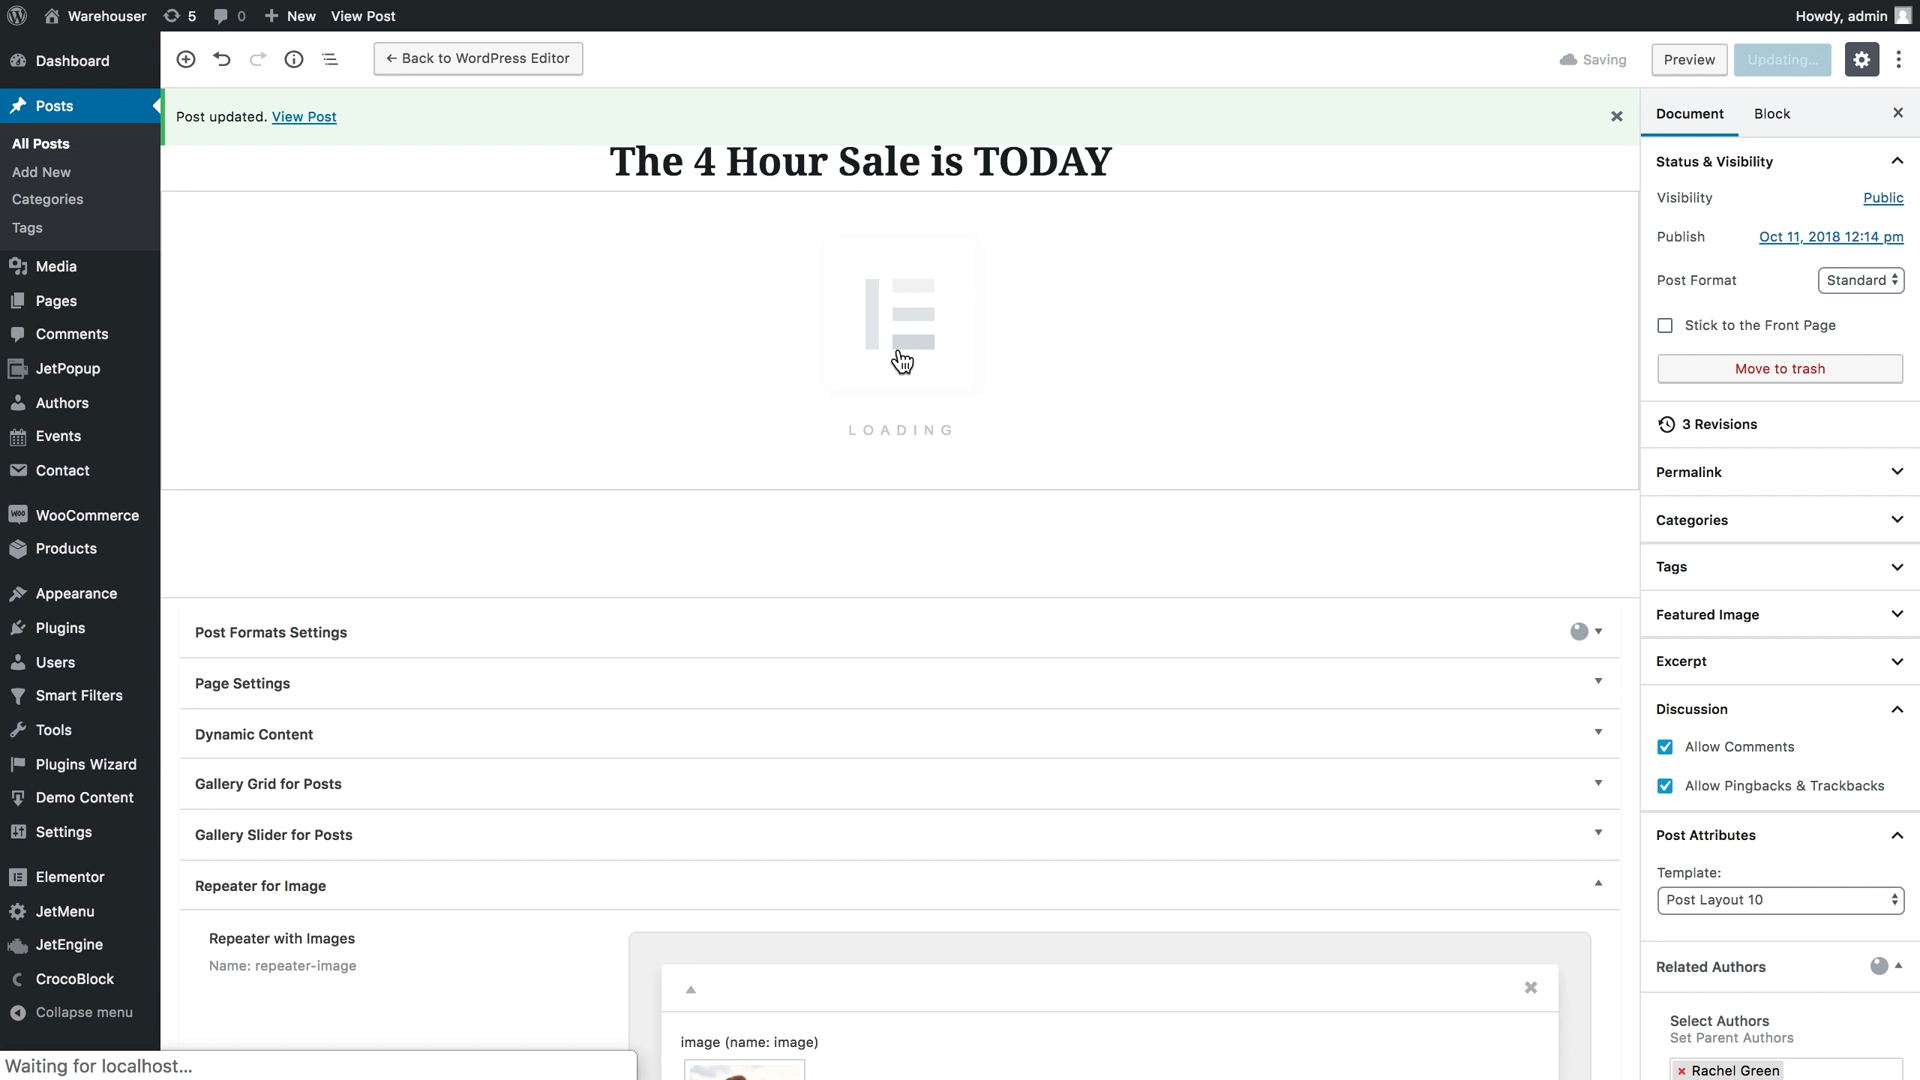 Warehouser 5 0 New View Post Howdy, admin
Dashboard
Posts
All Posts
Add New
Categories
Tags
Media
Pages
Comments
JetPopup
Authors
Events
Contact
WooCommerce
Products
Appearance
Plugins
Users
Smart Filters
Tools
Plugins Wizard
Demo Content
Settings
Elementor
JetMenu
JetEngine
CrocoBlock
Collapse menu
Waiting for localhost...
← Back to WordPress Editor
Saving
Preview
Updating...
Post updated. View Post
The 4 Hour Sale is TODAY
LOADING
Post Formats Settings
Page Settings
Dynamic Content
Gallery Grid for Posts
Gallery Slider for Posts
Repeater for Image
Repeater with Images
Name: repeater-image
image (name: image)
Document Block
Status & Visibility
Visibility Public
Publish Oct 11, 2018 12:14 pm
Post Format Standard
Stick to the Front Page
Move to trash
3 Revisions
Permalink
Categories
Tags
Featured Image
Excerpt
Discussion
Allow Comments
Allow Pingbacks & Trackbacks
Post Attributes
Template:
Post Layout 10
Related Authors
Select Authors
Set Parent Authors
× Rachel Green